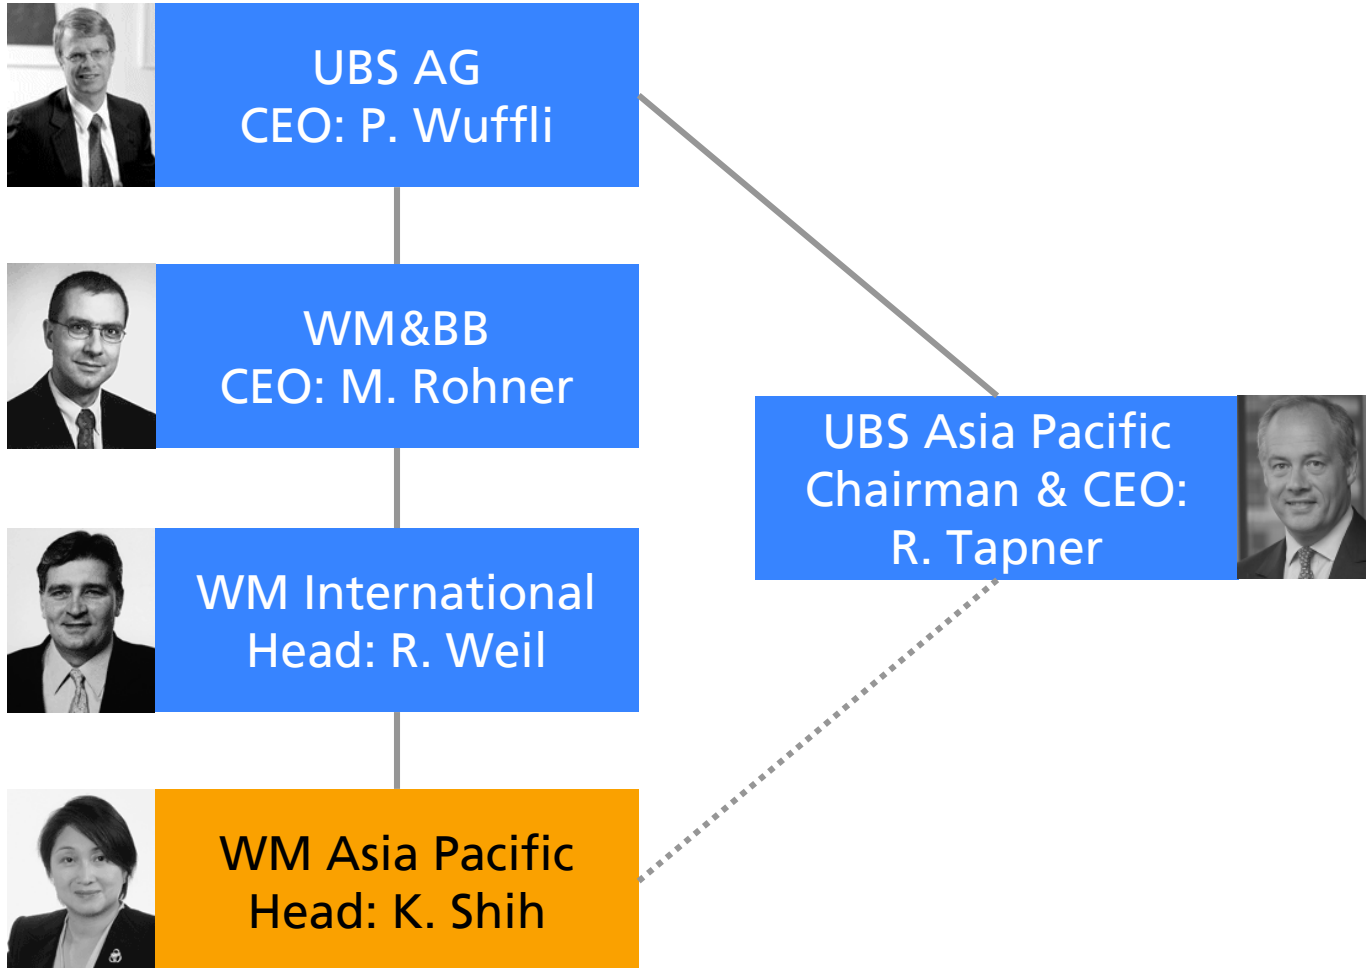 UBS AG
CEO: P. Wuffli
WM&BB
CEO: M. Rohner
UBS Asia Pacific
Chairman & CEO:
R. Tapner
WM International
Head: R. Weil
WM Asia Pacific
Head: K. Shih